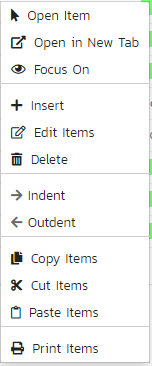 Open Item
Open in New Tab
Focus On
Insert
Edit Items
Delete
Indent
Outdent
Copy Items
Cut Items
Paste Items
Print Items